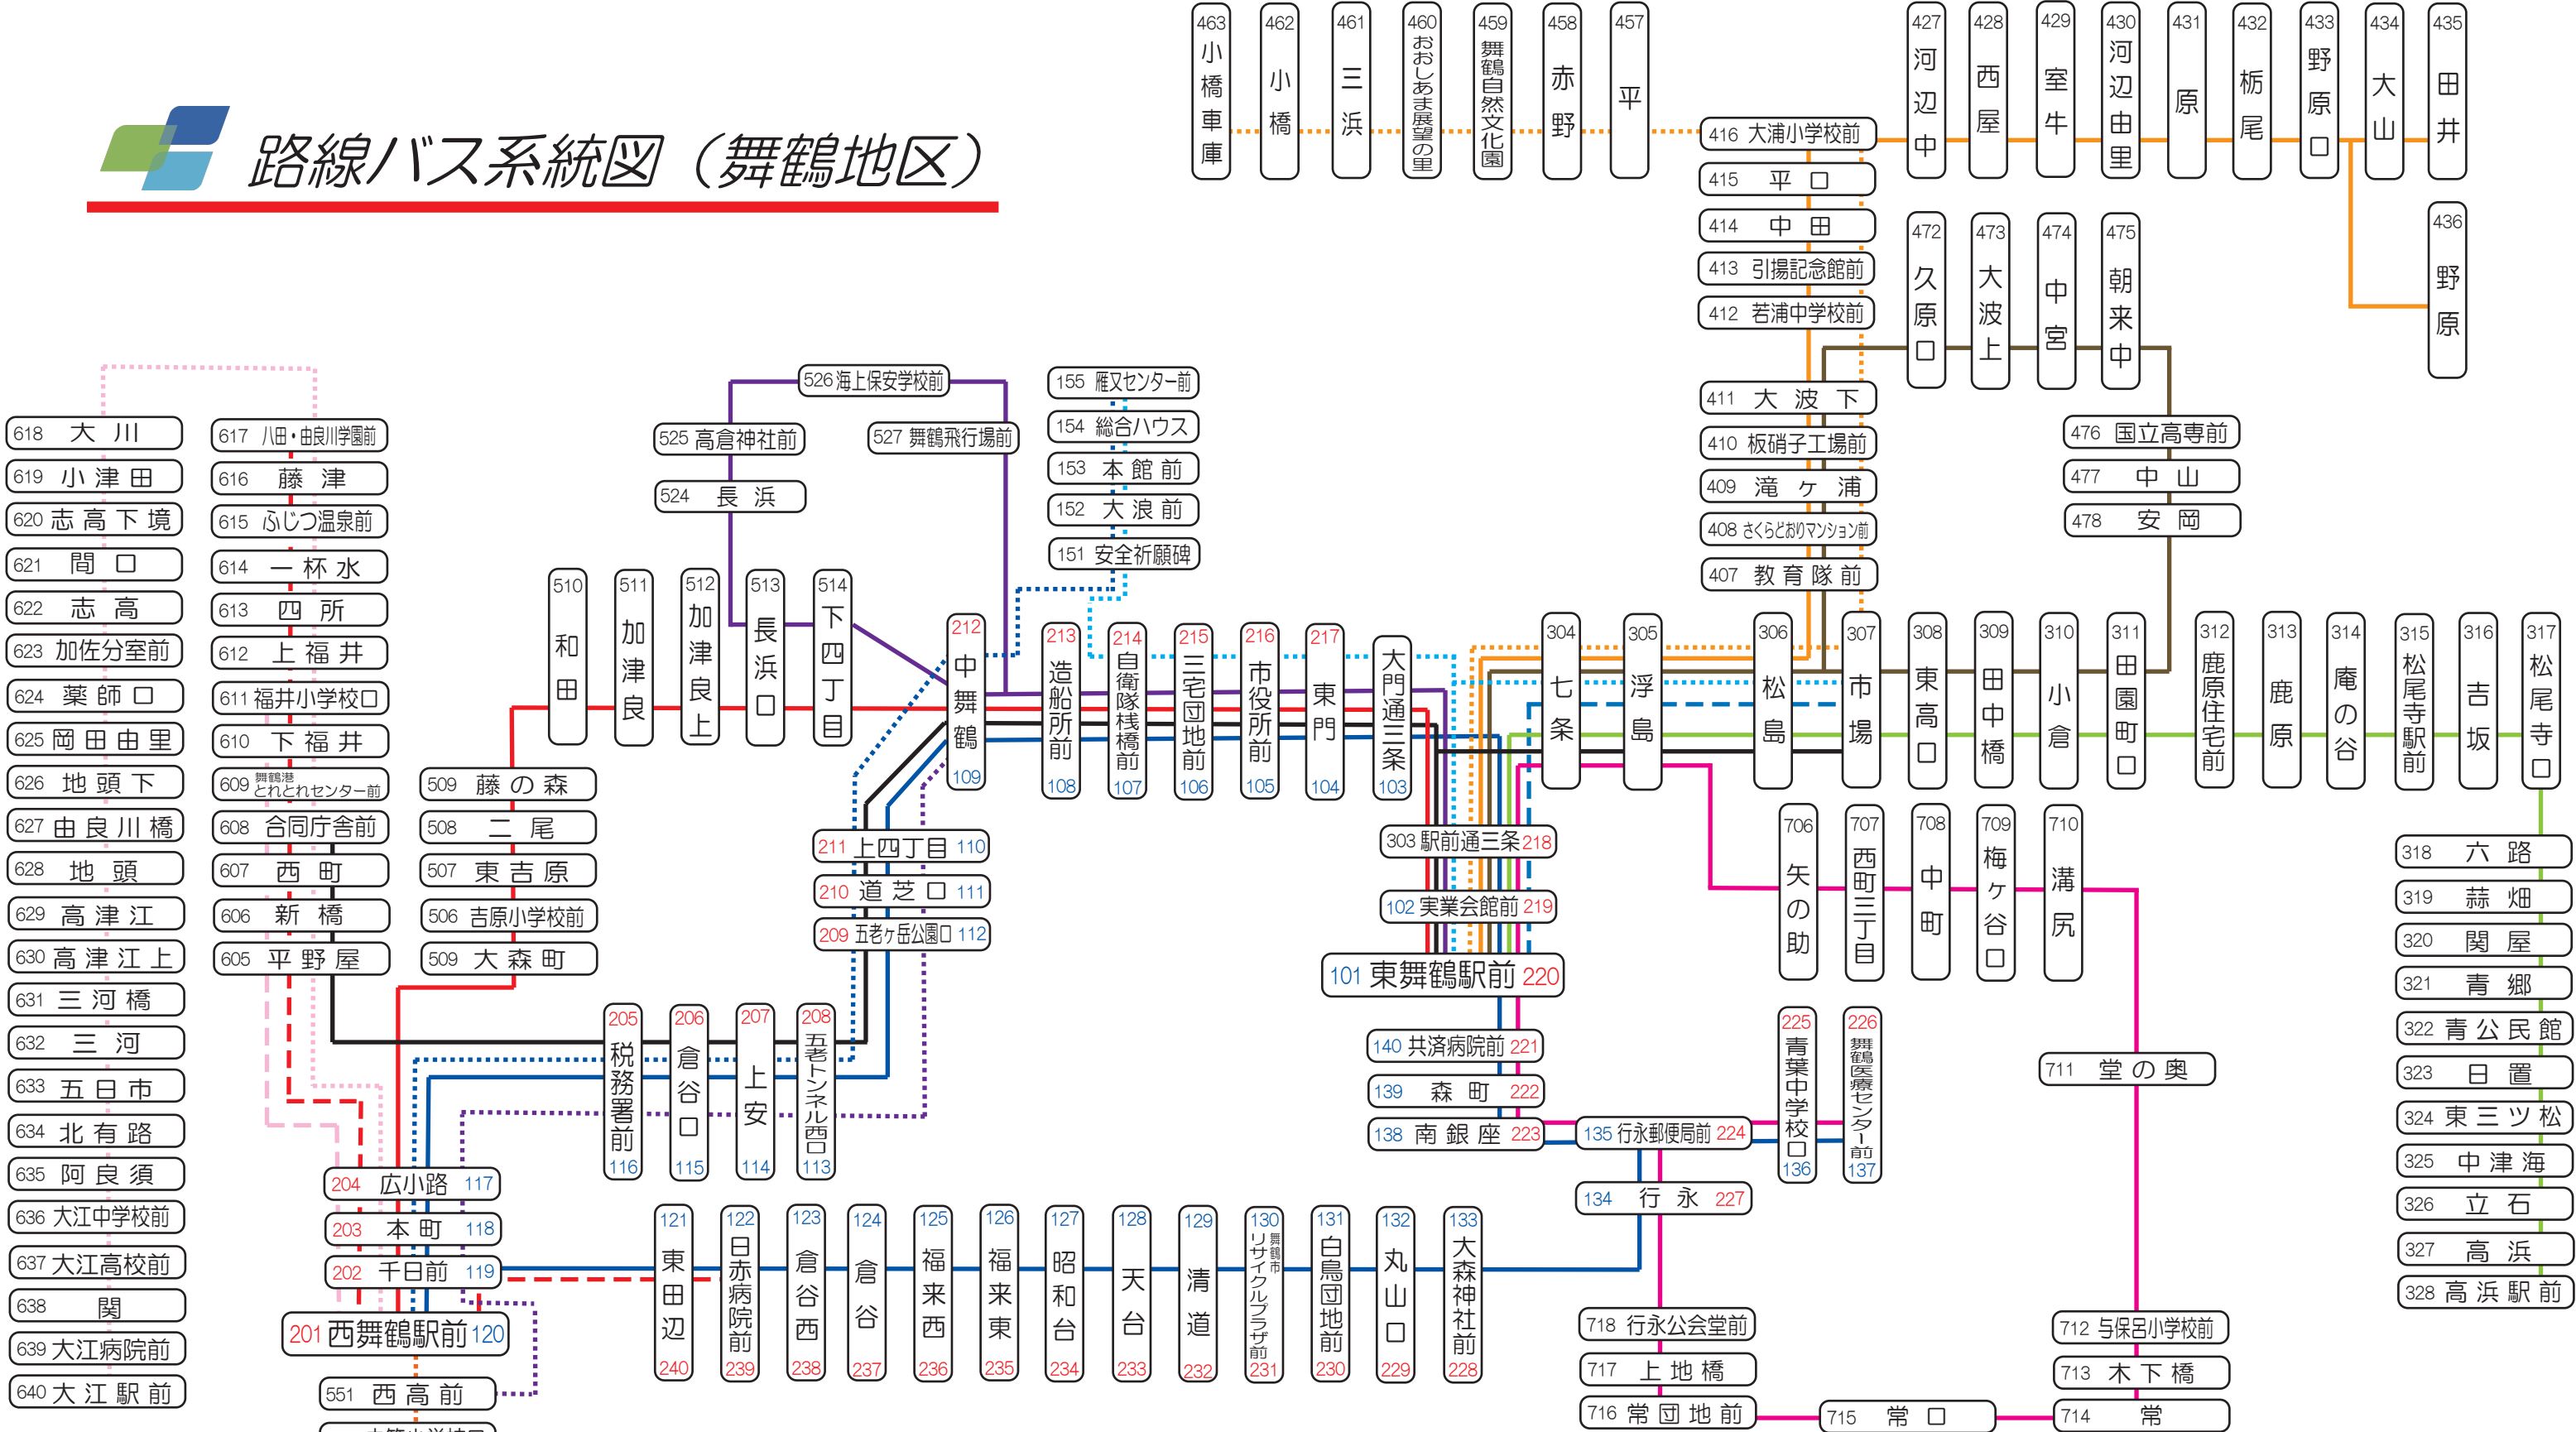 路線バス系統図（舞鶴地区）
463 小橋車庫
462 小橋
461 三浜
460 おおしあま展望の里
459 舞鶴自然文化園
458 赤野
457 平
416 大浦小学校前
427 河辺中
428 西屋
429 室牛
430 河辺由里
431 原
432 栃尾
433 野原口
434 大山
435 田井
436 野原
415 平口
414 中田
413 引揚記念館前
412 若浦中学校前
411 大波下
410 板硝子工場前
409 滝ヶ浦
408 さくらどおりマンション前
407 教育隊前
472 久原口
473 大波上
474 中宮
475 朝来中
476 国立高専前
477 中山
478 安岡
618 大川
619 小津田
620 志高下境
621 間口
622 志高
623 加佐分室前
624 薬師口
625 岡田由里
626 地頭下
627 由良川橋
628 地頭
629 高津江
630 高津江上
631 三河橋
632 三河
633 五日市
634 北有路
635 阿良須
636 大江中学校前
637 大江高校前
638 関
639 大江病院前
640 大江駅前
617 八田・由良川学園前
616 藤津
615 ふじつ温泉前
614 一杯水
613 四所
612 上福井
611 福井小学校口
610 下福井
609 舞鶴港とれとれセンター前
608 合同庁舎前
607 西町
606 新橋
605 平野屋
509 藤の森
508 二尾
507 東吉原
506 吉原小学校前
509 大森町
510 和田
511 加津良
512 加津良上
513 長浜口
514 下四丁目
524 長浜
525 高倉神社前
526 海上保安学校前
527 舞鶴飛行場前
155 雁又センター前
154 総合ハウス
153 本館前
152 大浪前
151 安全祈願碑
212 中舞鶴 109
213 造船所前 108
214 自衛隊桟橋前 107
215 三宅団地前 106
216 市役所前 105
217 東門 104
大門通三条 103
304 七条
305 浮島
306 松島
307 市場
308 東高口
309 田中橋
310 小倉
311 田園町口
312 鹿原住宅前
313 鹿原
314 庵の谷
315 松尾寺駅前
316 吉坂
317 松尾寺口
318 六路
319 蒜畑
320 関屋
321 青郷
322 青公民館
323 日置
324 東三ツ松
325 中津海
326 立石
327 高浜
328 高浜駅前
211 上四丁目 110
210 道芝口 111
209 五老ヶ岳公園口 112
205 税務署前 116
206 倉谷口 115
207 上安 114
208 五老トンネル西口 113
303 駅前通三条 218
102 実業会館前 219
101 東舞鶴駅前 220
140 共済病院前 221
139 森町 222
138 南銀座 223
135 行永郵便局前 224
225 青葉中学校口 136
226 舞鶴医療センター前 137
134 行永 227
706 矢の助
707 西町三丁目
708 中町
709 梅ヶ谷口
710 溝尻
711 堂の奥
712 与保呂小学校前
713 木下橋
714 常
715 常口
716 常団地前
717 上地橋
718 行永公会堂前
204 広小路 117
203 本町 118
202 千日前 119
201 西舞鶴駅前 120
551 西高前
121 東田辺 240
122 日赤病院前 239
123 倉谷西 238
124 倉谷 237
125 福来西 236
126 福来東 235
127 昭和台 234
128 天台 233
129 清道 232
130 舞鶴市リサイクルプラザ前 231
131 白鳥団地前 230
132 丸山口 229
133 大森神社前 228